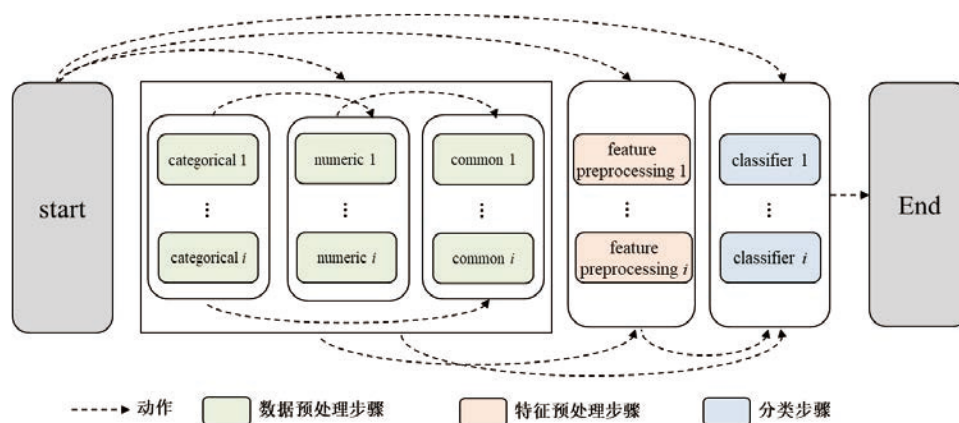 start
categorical 1
⋮
categorical i
numeric 1
⋮
numeric i
common 1
⋮
common i
feature
preprocessing 1
⋮
feature
preprocessing i
classifier 1
⋮
classifier i
End
动作
数据预处理步骤
特征预处理步骤
分类步骤